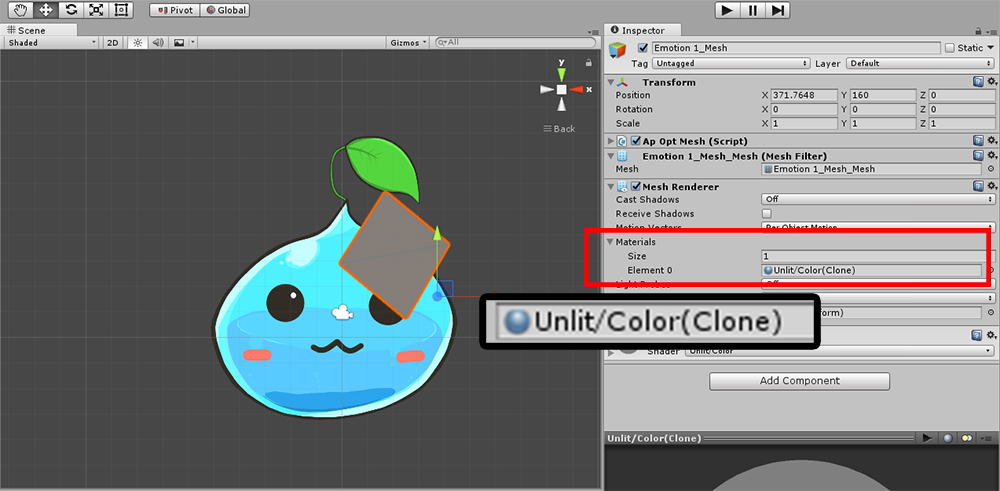 Pivot Global
Scene
Shaded 2D Gizmos All
y
x
Back
Inspector
Emotion 1_Mesh Static
Tag Untagged Layer Default
Transform
Position X 371.7648 Y 160 Z 0
Rotation X 0 Y 0 Z 0
Scale X 1 Y 1 Z 1
Ap Opt Mesh (Script)
Emotion 1_Mesh_Mesh (Mesh Filter)
Mesh Emotion 1_Mesh_Mesh
Mesh Renderer
Cast Shadows Off
Receive Shadows
Motion Vectors Per Object Motion
Materials
Size 1
Element 0 Unlit/Color(Clone)
Light Probes Off
Unlit/Color(Clone)
Shader Unlit/Color
Add Component
Unlit/Color(Clone)